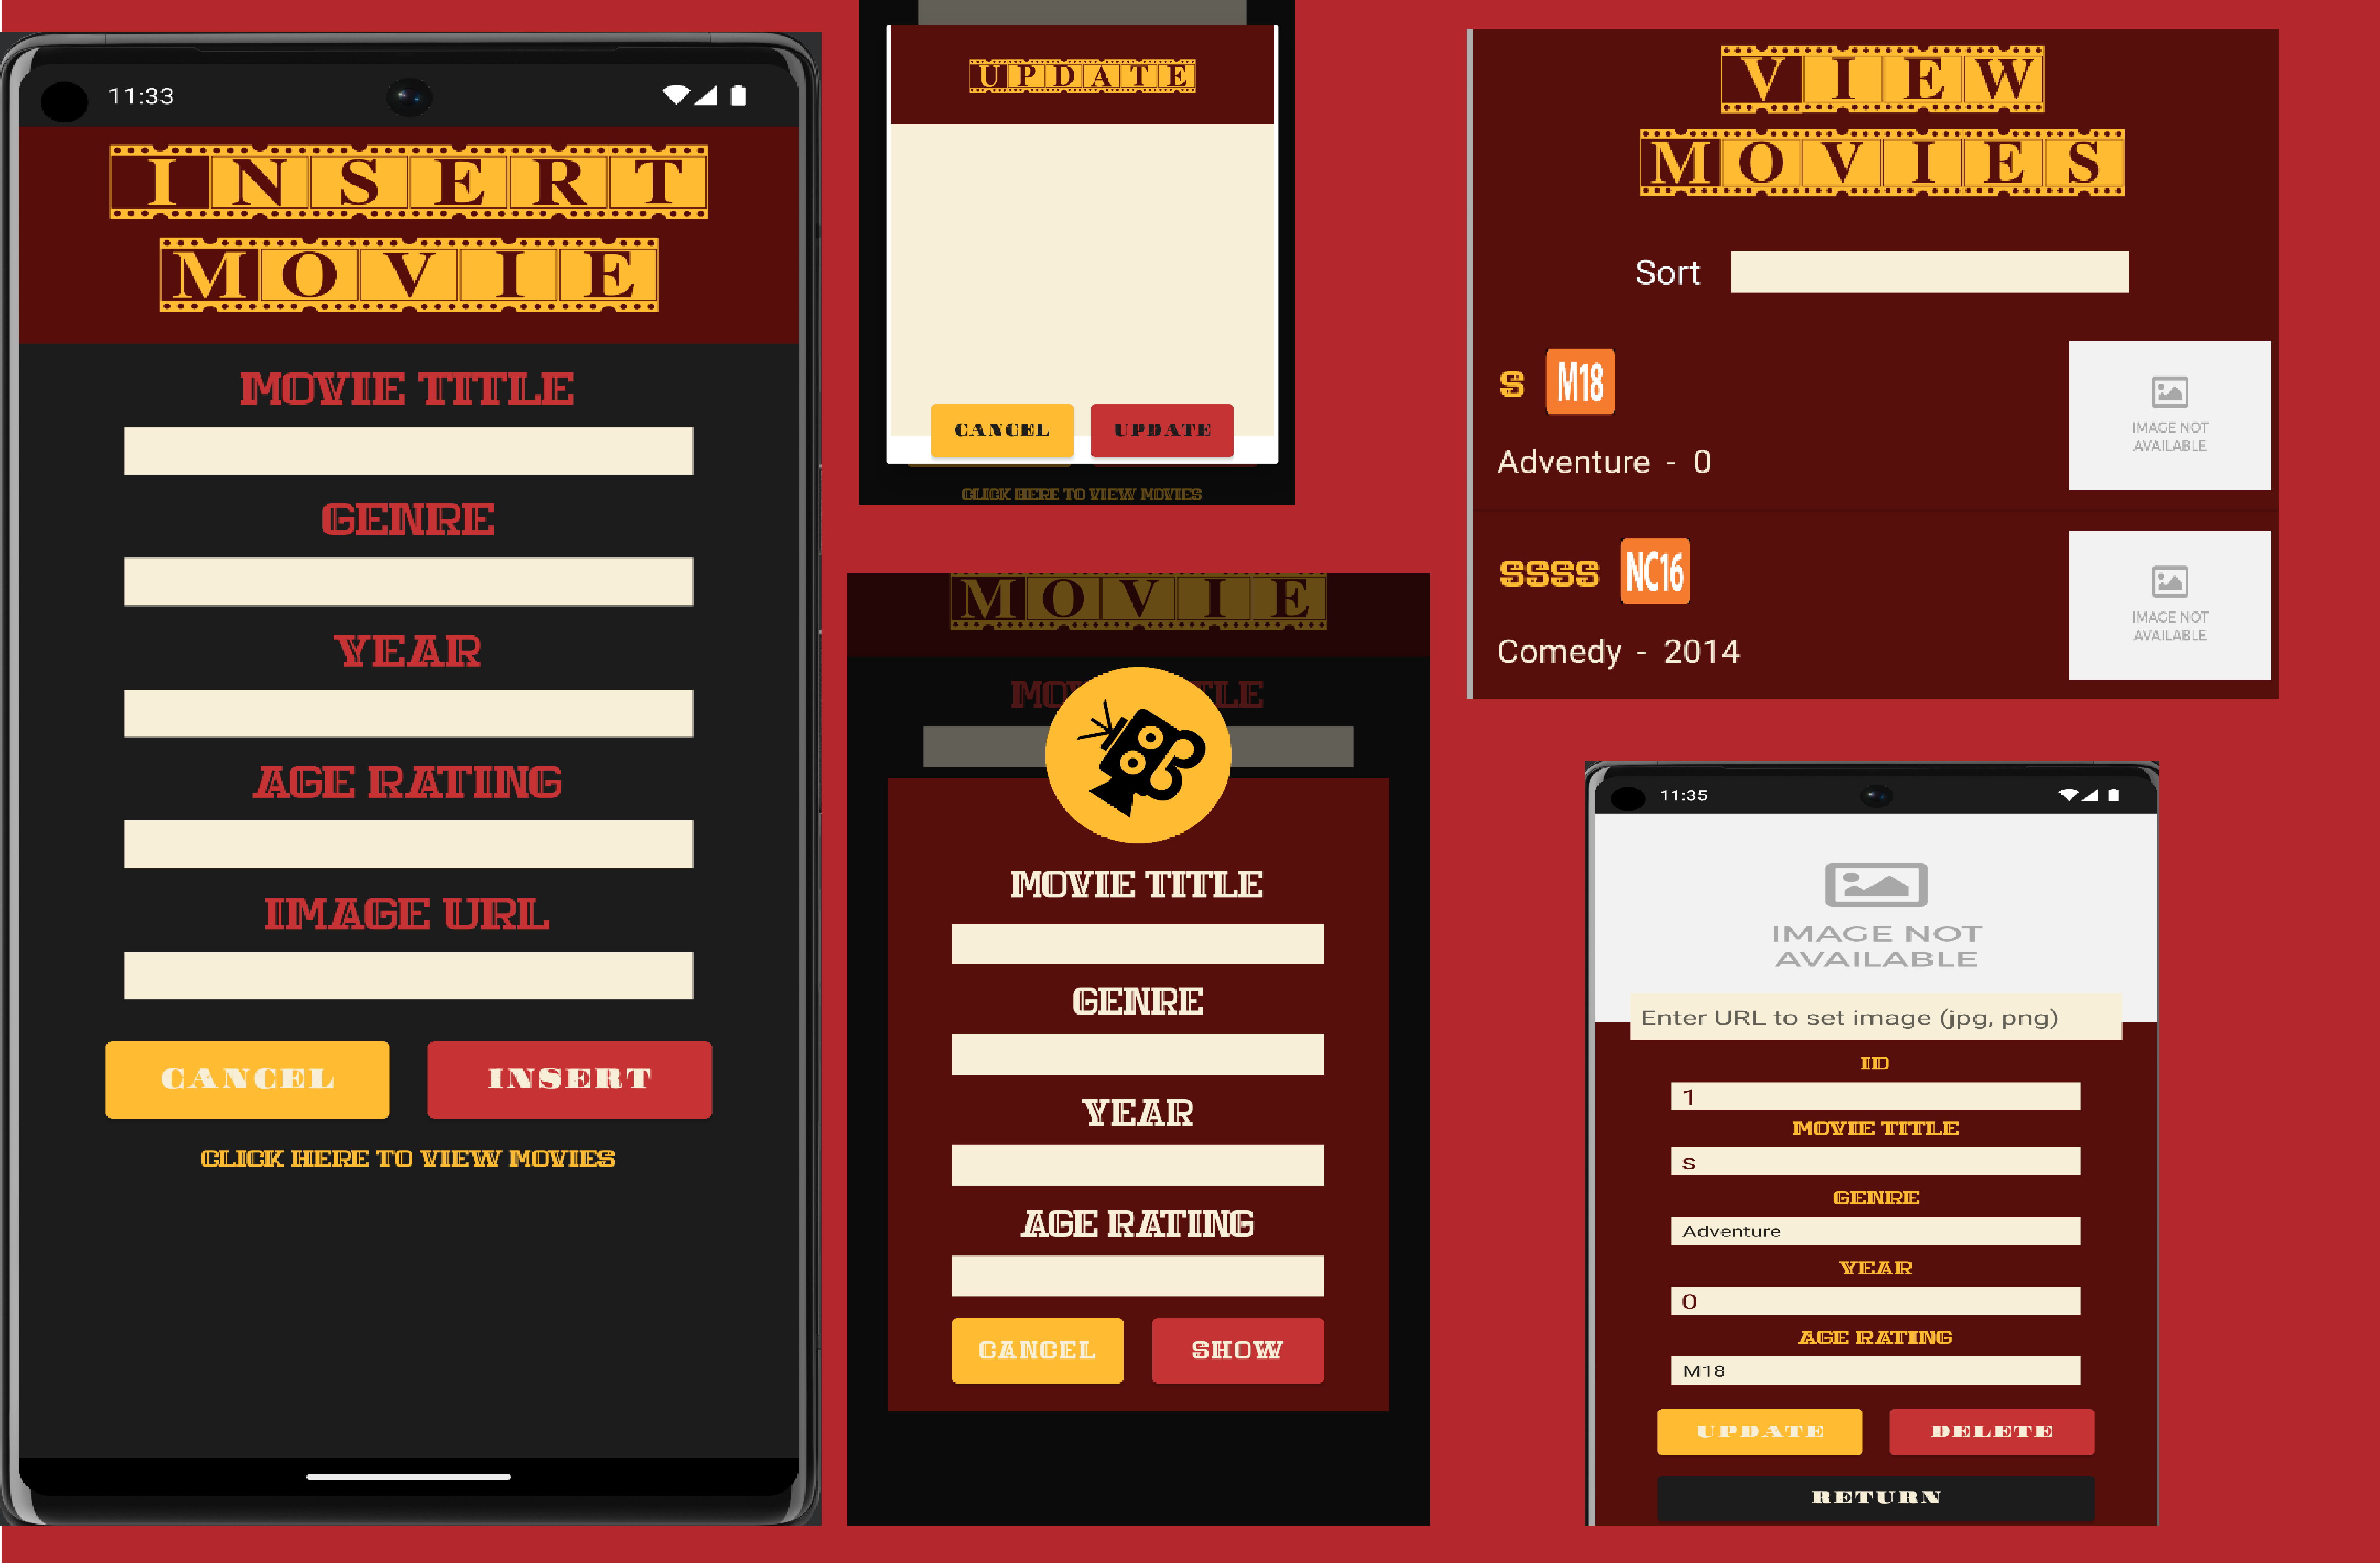 11:33
INSERT
MOVIE
MOVIE TITLE
GENRE
YEAR
AGE RATING
IMAGE URL
CANCEL INSERT
CLICK HERE TO VIEW MOVIES
UPDATE
CANCEL UPDATE
CLICK HERE TO VIEW MOVIES
MOVIE
MOVIE TITLE
GENRE
YEAR
AGE RATING
CANCEL SHOW
VIEW
MOVIES
Sort
S M18
Adventure - 0
IMAGE NOT
AVAILABLE
SSSS NC16
Comedy - 2014
IMAGE NOT
AVAILABLE
11:35
IMAGE NOT
AVAILABLE
Enter URL to set image (jpg, png)
ID
1
MOVIE TITLE
s
GENRE
Adventure
YEAR
0
AGE RATING
M18
UPDATE DELETE
RETURN